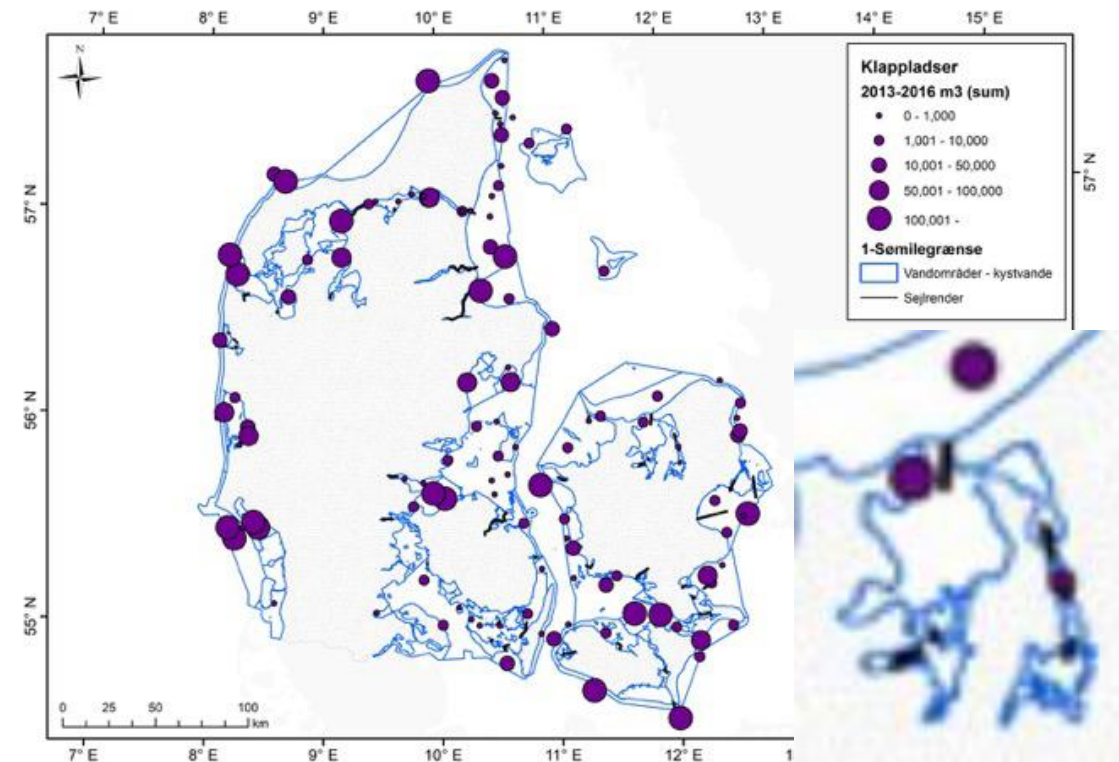 7° E 8° E 9° E 10° E 11° E 12° E 13° E 14° E 15° E
N
Klappladser
2013-2016 m3 (sum)
0 - 1,000
1,001 - 10,000
10,001 - 50,000
50,001 - 100,000
100,001 -
1-Sømilegrænse
Vandområder - kystvande
Sejlrender
57° N
57° N
56° N
55° N
0 25 50 100
km
7° E 8° E 9° E 10° E 11° E 12° E 1